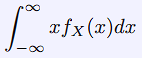 ∫_{-∞}^{∞} x f_X(x) dx